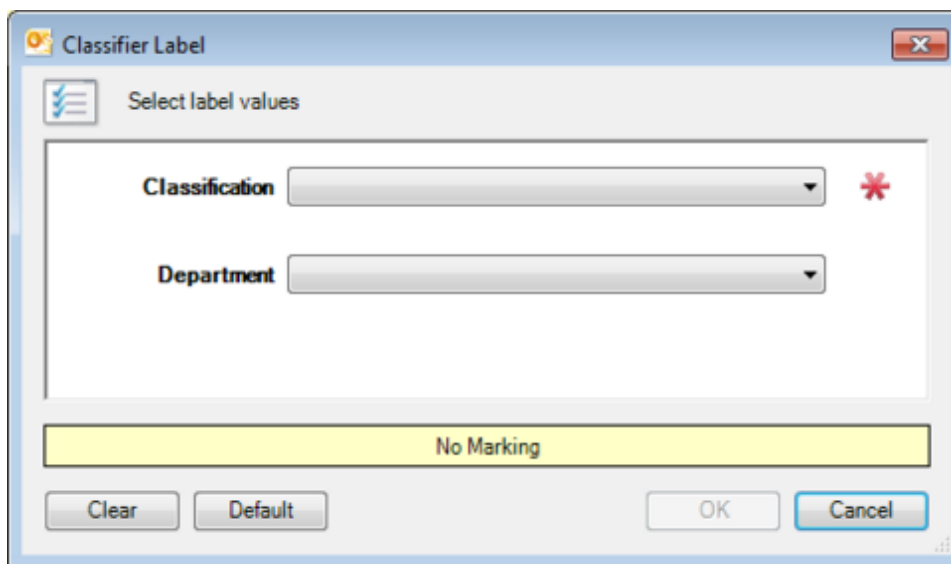 Classifier Label
Select label values
Classification
Department
No Marking
Clear Default OK Cancel